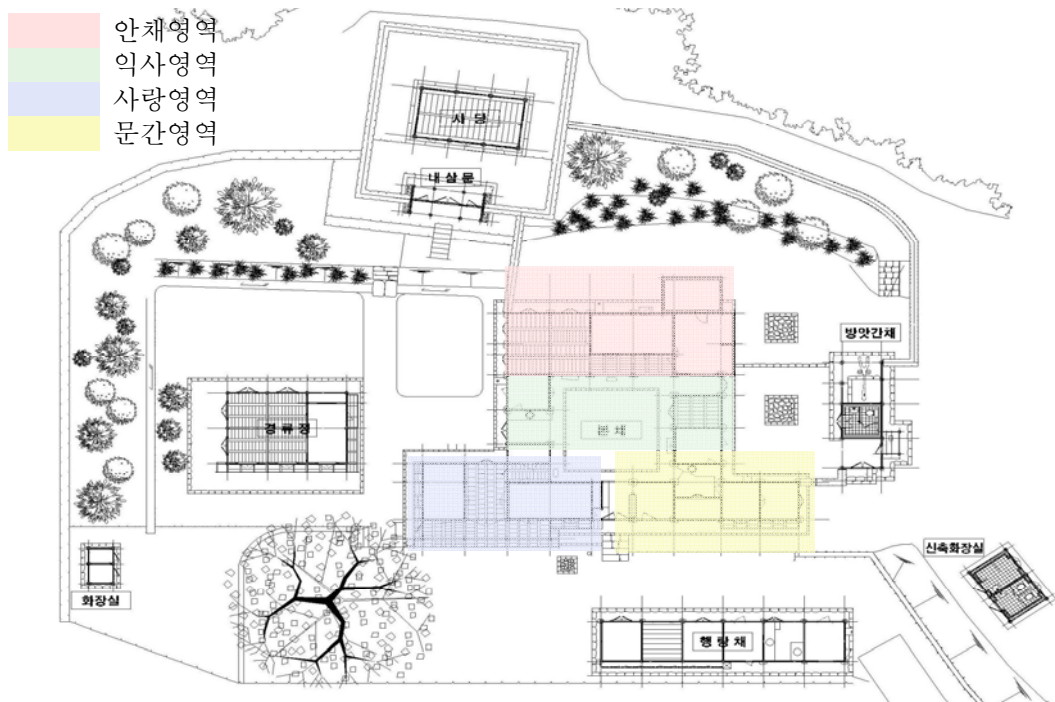 안채영역
익사영역
사랑영역
문간영역
사 당
내 삼 문
방앗간채
경 류 정
본 채
신축화장실
화장실
행 랑 채